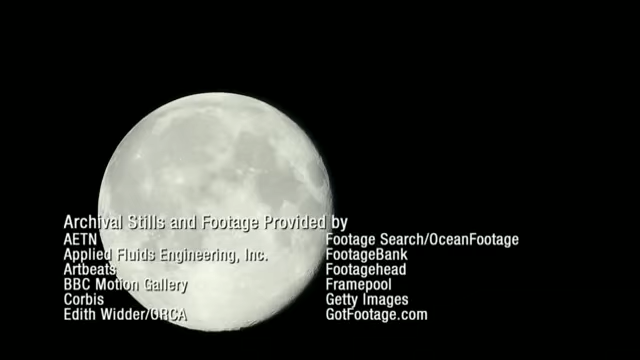 Archival Stills and Footage Provided by
AETN
Applied Fluids Engineering, Inc.
Artbeats
BBC Motion Gallery
Corbis
Edith Widder/ORCA
Footage Search/OceanFootage
FootageBank
Footagehead
Framepool
Getty Images
GotFootage.com